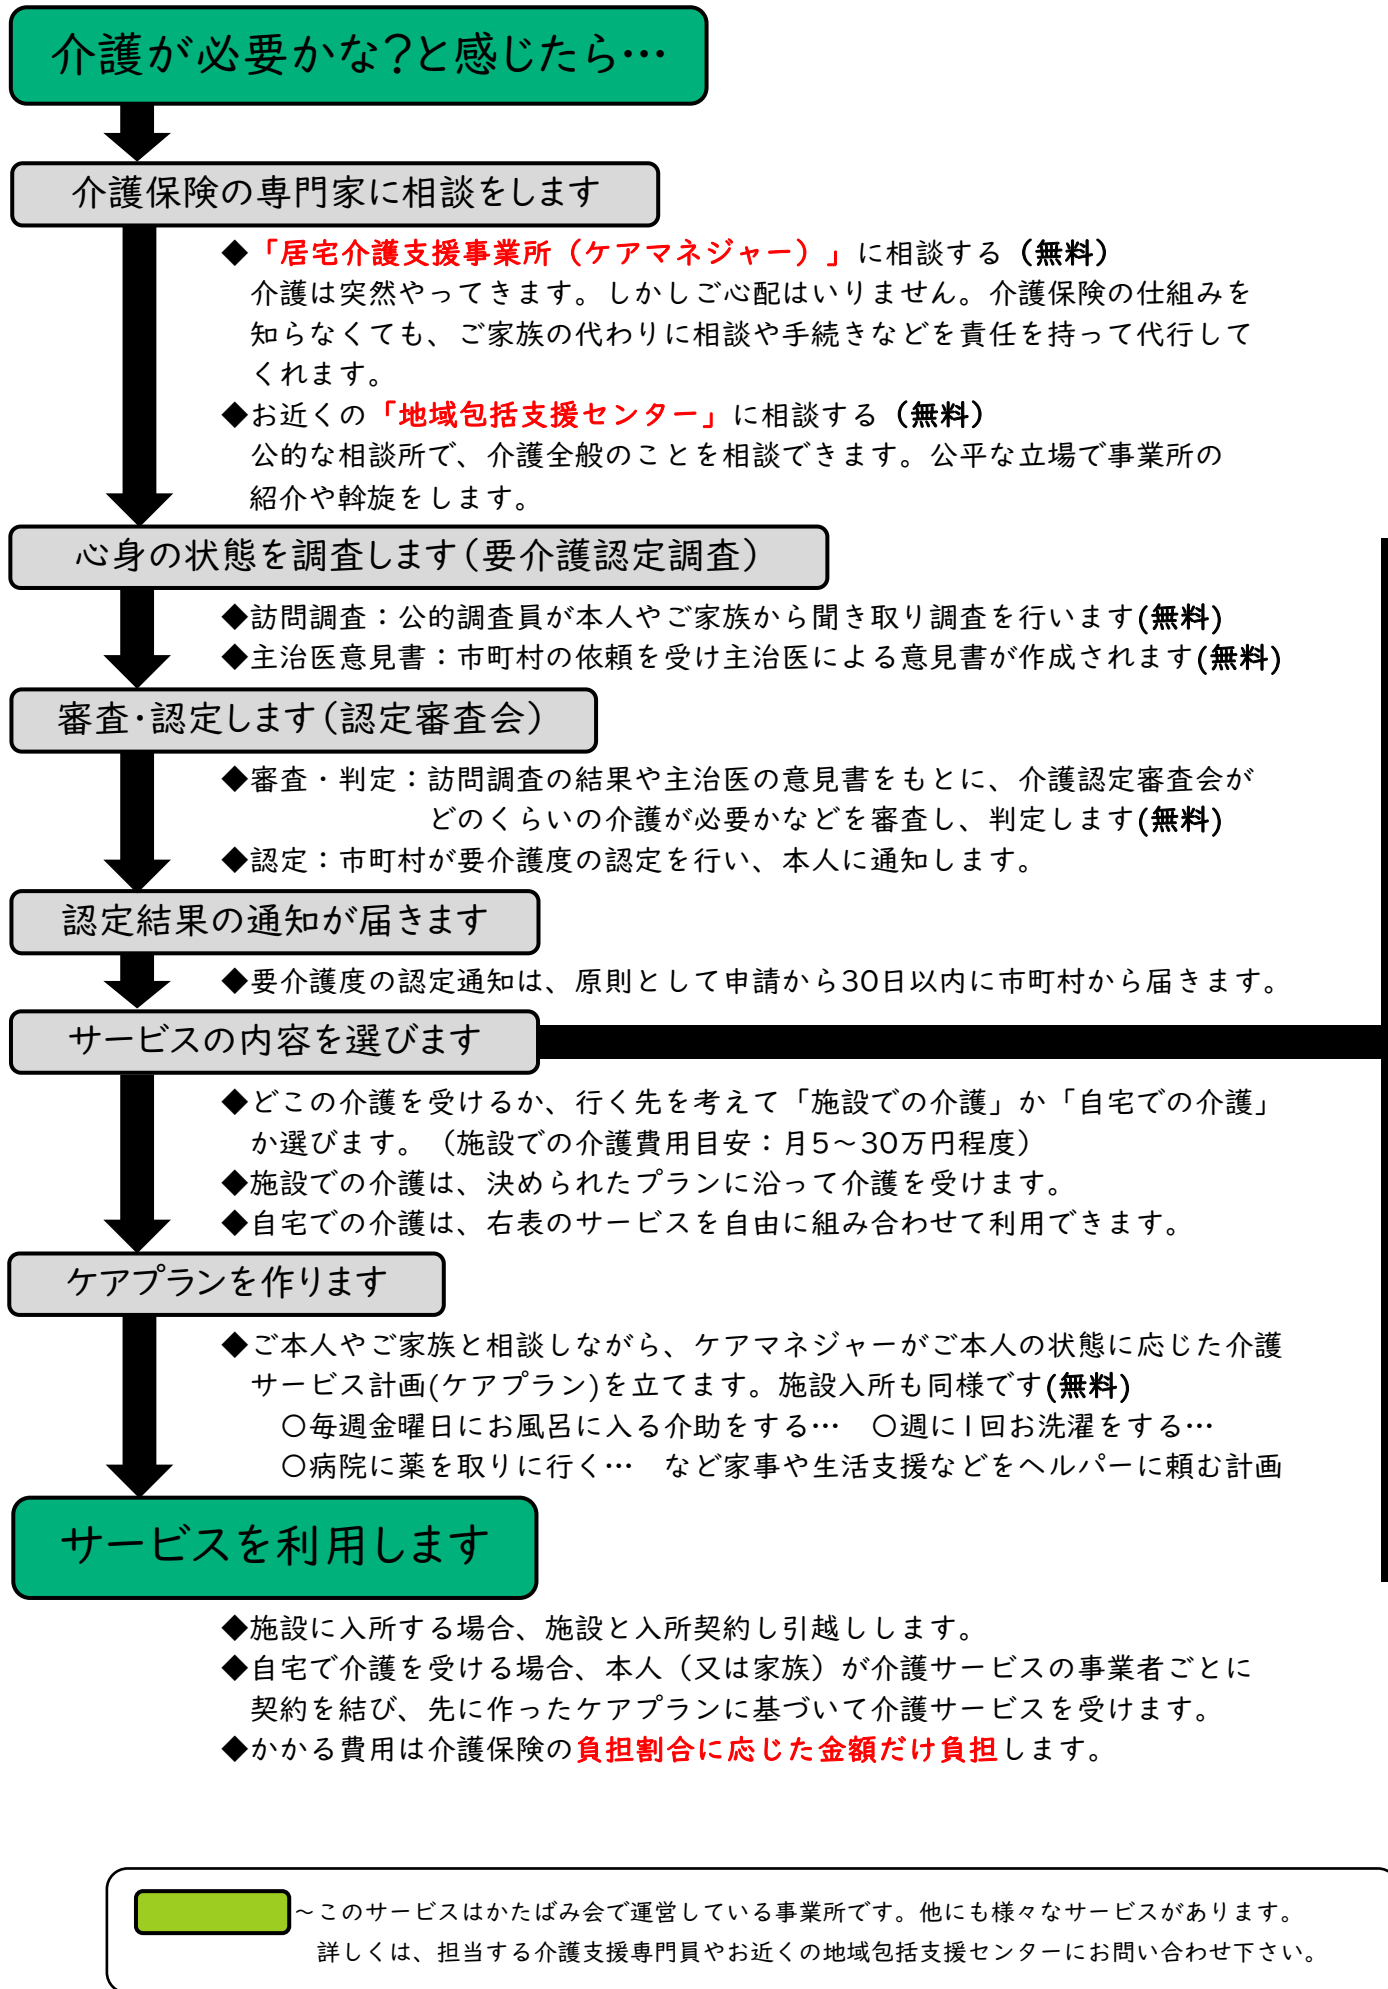 介護が必要かな？と感じたら…
介護保険の専門家に相談をします
◆「居宅介護支援事業所（ケアマネジャー）」に相談する（無料）
介護は突然やってきます。しかしご心配はいりません。介護保険の仕組みを
知らなくても、ご家族の代わりに相談や手続きなどを責任を持って代行して
くれます。
◆お近くの「地域包括支援センター」に相談する（無料）
公的な相談所で、介護全般のことを相談できます。公平な立場で事業所の
紹介や斡旋をします。
心身の状態を調査します（要介護認定調査）
◆訪問調査：公的調査員が本人やご家族から聞き取り調査を行います(無料)
◆主治医意見書：市町村の依頼を受け主治医による意見書が作成されます(無料)
審査・認定します（認定審査会）
◆審査・判定：訪問調査の結果や主治医の意見書をもとに、介護認定審査会が
どのくらいの介護が必要かなどを審査し、判定します(無料)
◆認定：市町村が要介護度の認定を行い、本人に通知します。
認定結果の通知が届きます
◆要介護度の認定通知は、原則として申請から30日以内に市町村から届きます。
サービスの内容を選びます
◆どこの介護を受けるか、行く先を考えて「施設での介護」か「自宅での介護」
か選びます。（施設での介護費用目安：月5～30万円程度）
◆施設での介護は、決められたプランに沿って介護を受けます。
◆自宅での介護は、右表のサービスを自由に組み合わせて利用できます。
ケアプランを作ります
◆ご本人やご家族と相談しながら、ケアマネジャーがご本人の状態に応じた介護
サービス計画(ケアプラン)を立てます。施設入所も同様です(無料)
○毎週金曜日にお風呂に入る介助をする…　○週に1回お洗濯をする…
○病院に薬を取りに行く…　など家事や生活支援などをヘルパーに頼む計画
サービスを利用します
◆施設に入所する場合、施設と入所契約し引越しします。
◆自宅で介護を受ける場合、本人（又は家族）が介護サービスの事業者ごとに
契約を結び、先に作ったケアプランに基づいて介護サービスを受けます。
◆かかる費用は介護保険の負担割合に応じた金額だけ負担します。
～このサービスはかたばみ会で運営している事業所です。他にも様々なサービスがあります。
詳しくは、担当する介護支援専門員やお近くの地域包括支援センターにお問い合わせ下さい。